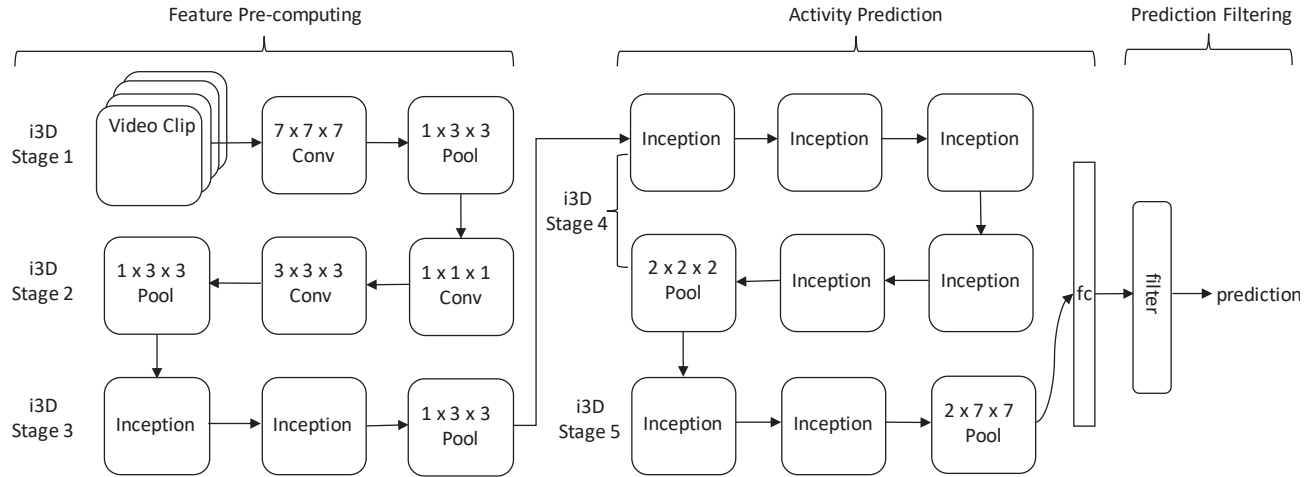 Feature Pre-computing
Activity Prediction
Prediction Filtering
i3D
Stage 1
Video Clip
7 x 7 x 7
Conv
1 x 3 x 3
Pool
i3D
Stage 2
1 x 3 x 3
Pool
3 x 3 x 3
Conv
1 x 1 x 1
Conv
i3D
Stage 3
Inception
Inception
1 x 3 x 3
Pool
i3D
Stage 4
Inception
Inception
Inception
2 x 2 x 2
Pool
Inception
Inception
i3D
Stage 5
Inception
Inception
2 x 7 x 7
Pool
fc
filter
prediction